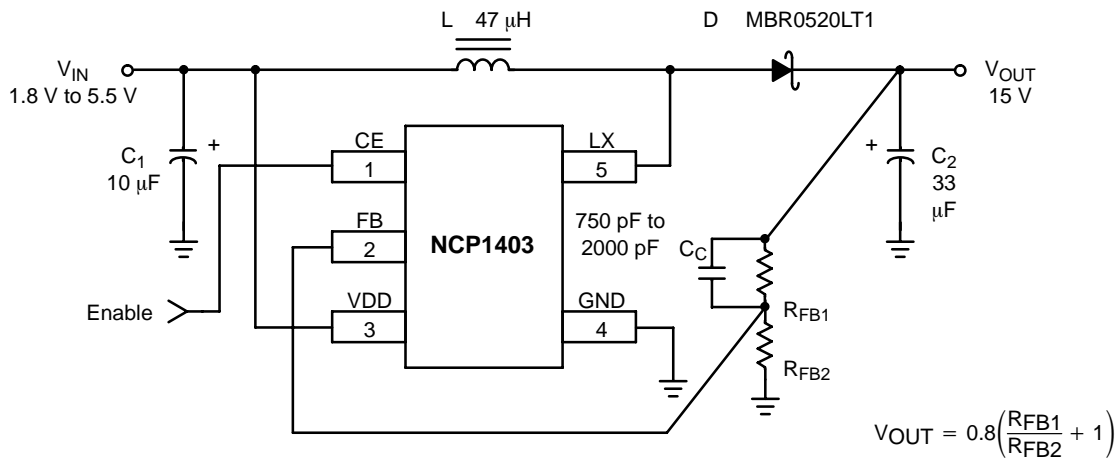 L 47 μH
D MBR0520LT1
VIN
1.8 V to 5.5 V
VOUT
15 V
C1
10 μF
+
CE
1
LX
5
+
C2
33
μF
FB
2
NCP1403
750 pF to
2000 pF
CC
Enable
VDD
3
GND
4
RFB1
RFB2
VOUT = 0.8(RFB1/RFB2 + 1)